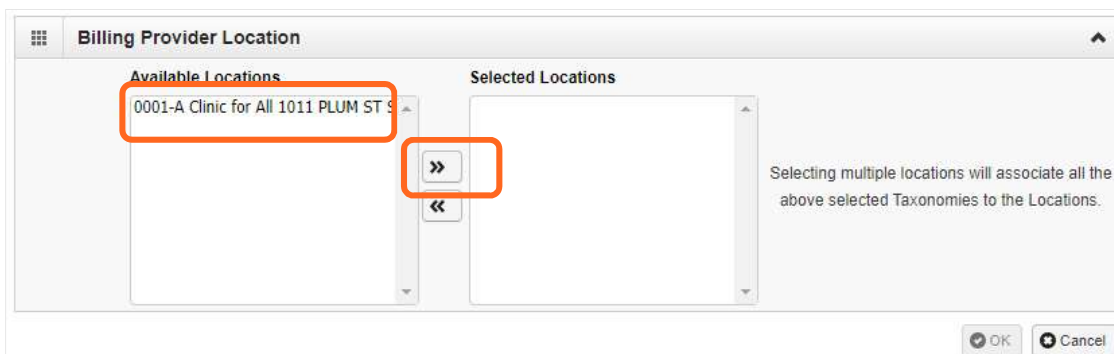 Billing Provider Location
Available Locations
Selected Locations
0001-A Clinic for All 1011 PLUM ST S
»
«
Selecting multiple locations will associate all the
above selected Taxonomies to the Locations.
OK
Cancel